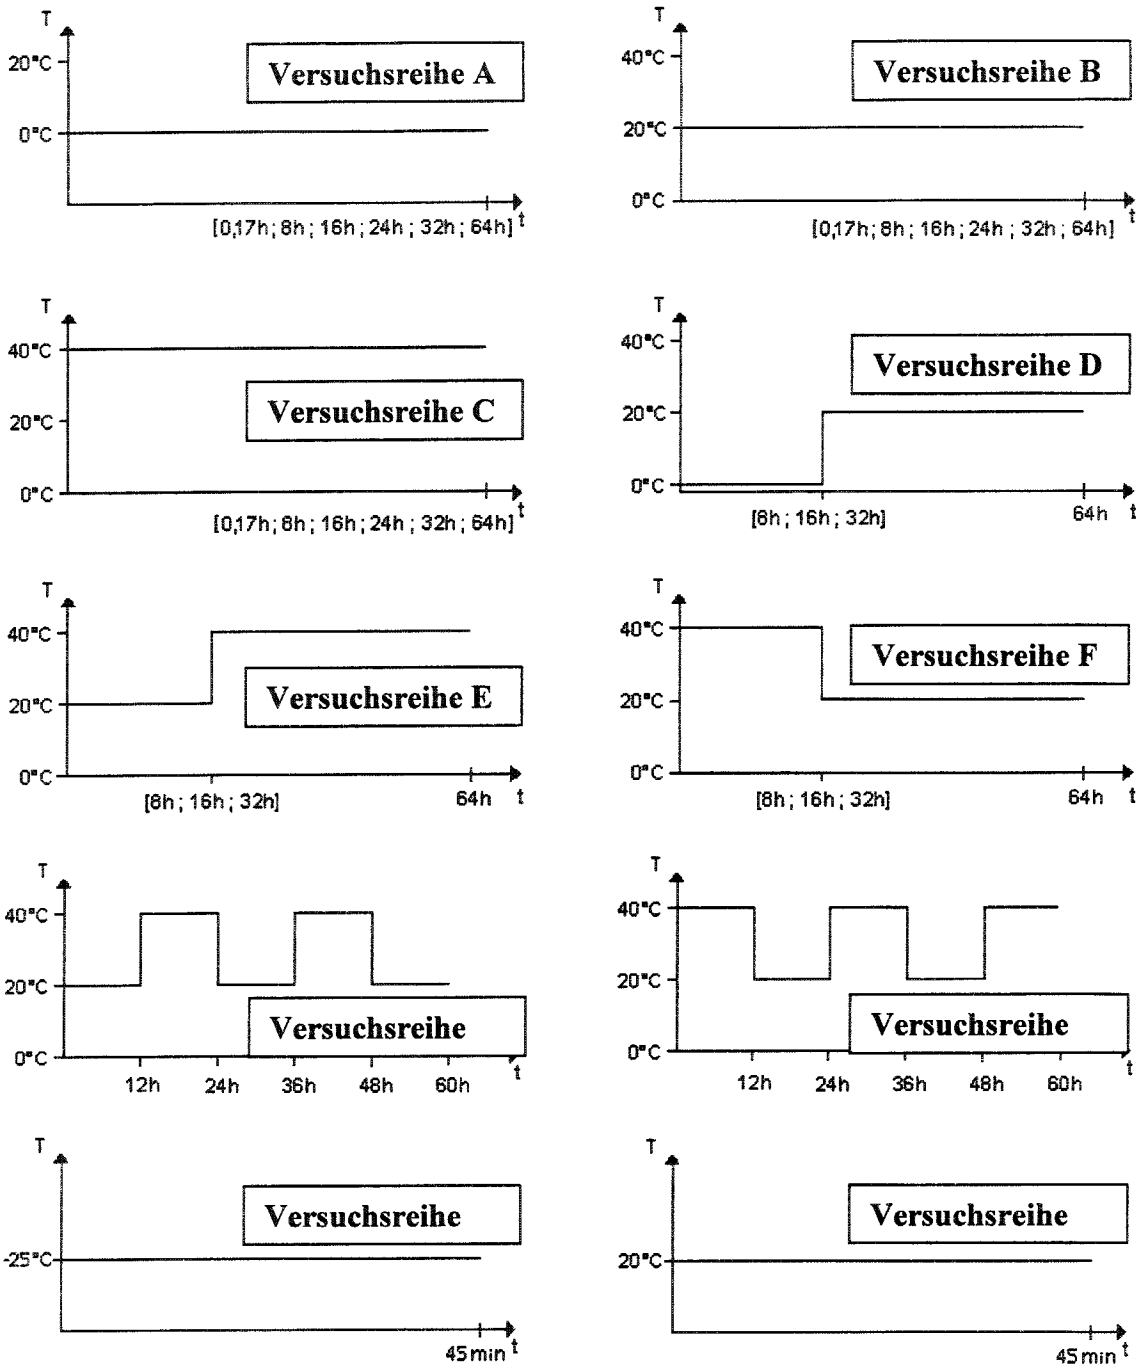 T
20°C
Versuchsreihe A
0°C
[0,17h; 8h; 16h; 24h; 32h; 64h] t
T
40°C
Versuchsreihe B
20°C
0°C
[0,17h; 8h; 16h; 24h; 32h; 64h] t
T
40°C
Versuchsreihe C
20°C
0°C
[0,17h; 8h; 16h; 24h; 32h; 64h] t
T
40°C
Versuchsreihe D
20°C
0°C
[8h; 16h; 32h] 64h t
T
40°C
Versuchsreihe E
20°C
0°C
[8h; 16h; 32h] 64h t
T
40°C
Versuchsreihe F
20°C
0°C
[8h; 16h; 32h] 64h t
T
40°C
20°C
Versuchsreihe
0°C
12h 24h 36h 48h 60h t
T
40°C
20°C
Versuchsreihe
0°C
12h 24h 36h 48h 60h t
T
Versuchsreihe
-25°C
45min t
T
Versuchsreihe
20°C
45min t